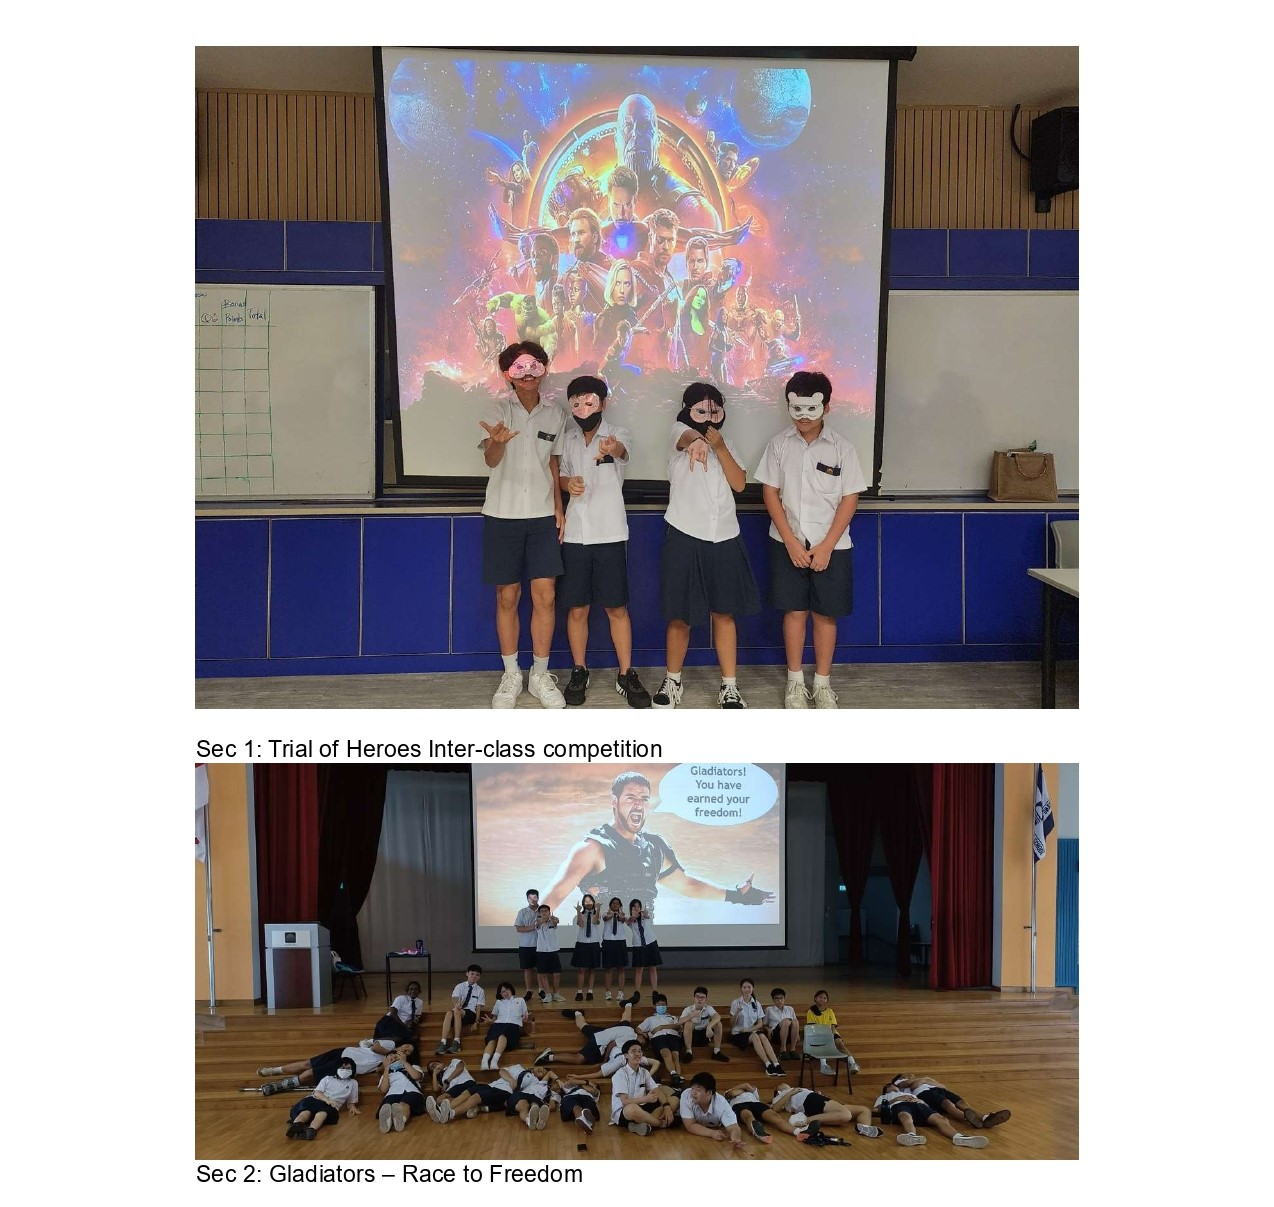 Bonus
Points
Total
Sec 1: Trial of Heroes Inter-class competition
Gladiators!
You have
earned your
freedom!
Sec 2: Gladiators – Race to Freedom